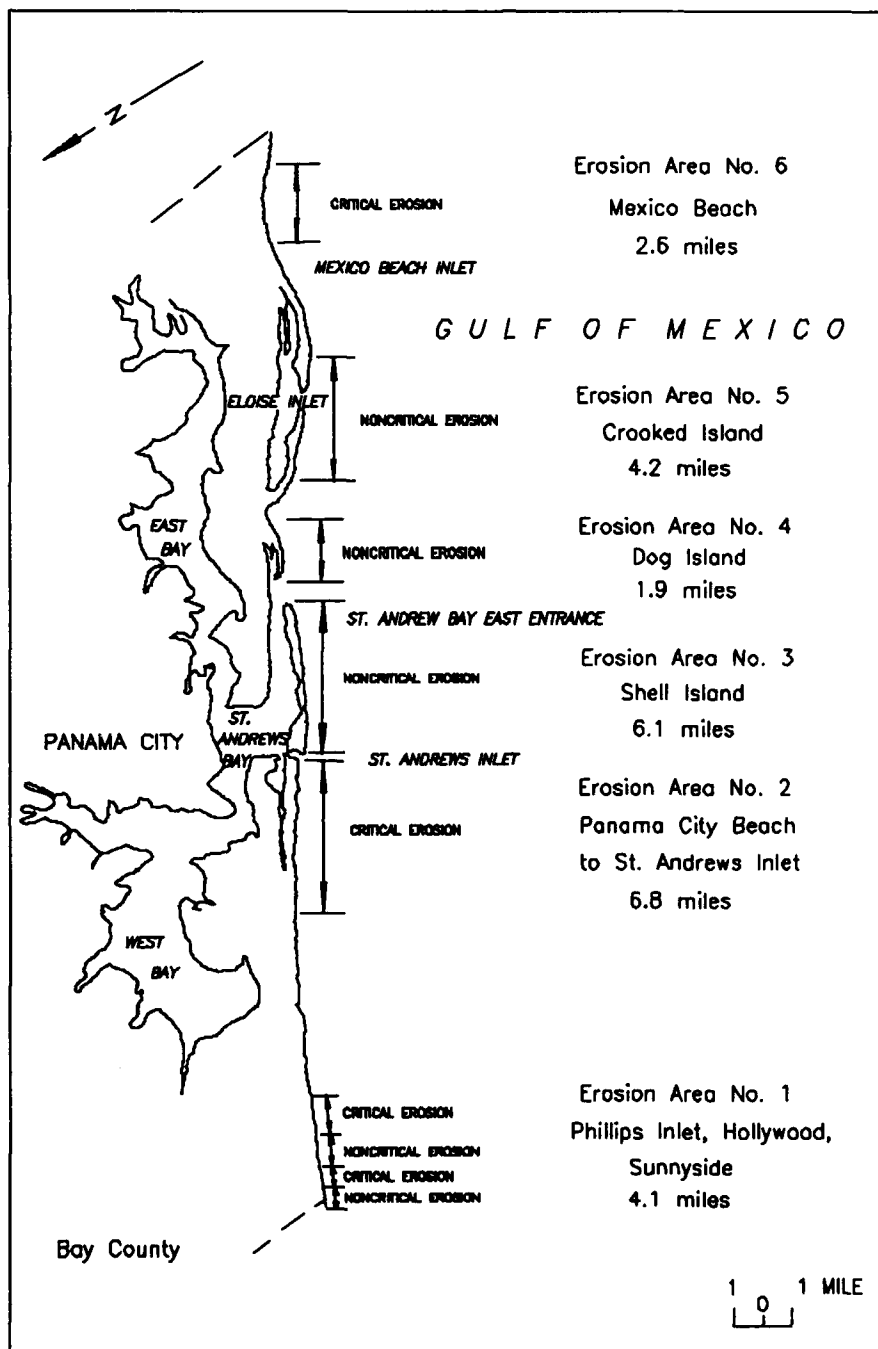 N
Erosion Area No. 6
CRITICAL EROSION
Mexico Beach
2.6 miles
MEXICO BEACH INLET
GULF OF MEXICO
ELOISE INLET
NONCRITICAL EROSION
Erosion Area No. 5
Crooked Island
4.2 miles
EAST
BAY
NONCRITICAL EROSION
Erosion Area No. 4
Dog Island
1.9 miles
ST. ANDREW BAY EAST ENTRANCE
NONCRITICAL EROSION
Erosion Area No. 3
Shell Island
6.1 miles
PANAMA CITY
ST.
ANDREWS
BAY
ST. ANDREWS INLET
CRITICAL EROSION
Erosion Area No. 2
Panama City Beach
to St. Andrews Inlet
6.8 miles
WEST
BAY
CRITICAL EROSION
NONCRITICAL EROSION
CRITICAL EROSION
NONCRITICAL EROSION
Erosion Area No. 1
Phillips Inlet, Hollywood,
Sunnyside
4.1 miles
Bay County
1 0 1 MILE